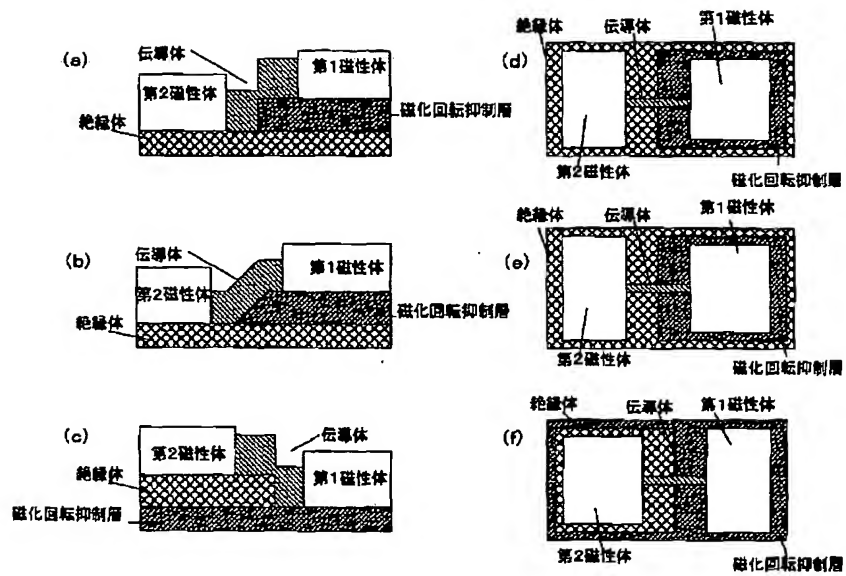 (a)
伝導体
第1磁性体
第2磁性体
絶縁体
磁化回転抑制層
(b)
伝導体
第1磁性体
第2磁性体
絶縁体
磁化回転抑制層
(c)
伝導体
第2磁性体
第1磁性体
絶縁体
磁化回転抑制層
(d)
絶縁体
伝導体
第1磁性体
第2磁性体
磁化回転抑制層
(e)
絶縁体
伝導体
第1磁性体
第2磁性体
磁化回転抑制層
(f)
絶縁体
伝導体
第1磁性体
第2磁性体
磁化回転抑制層